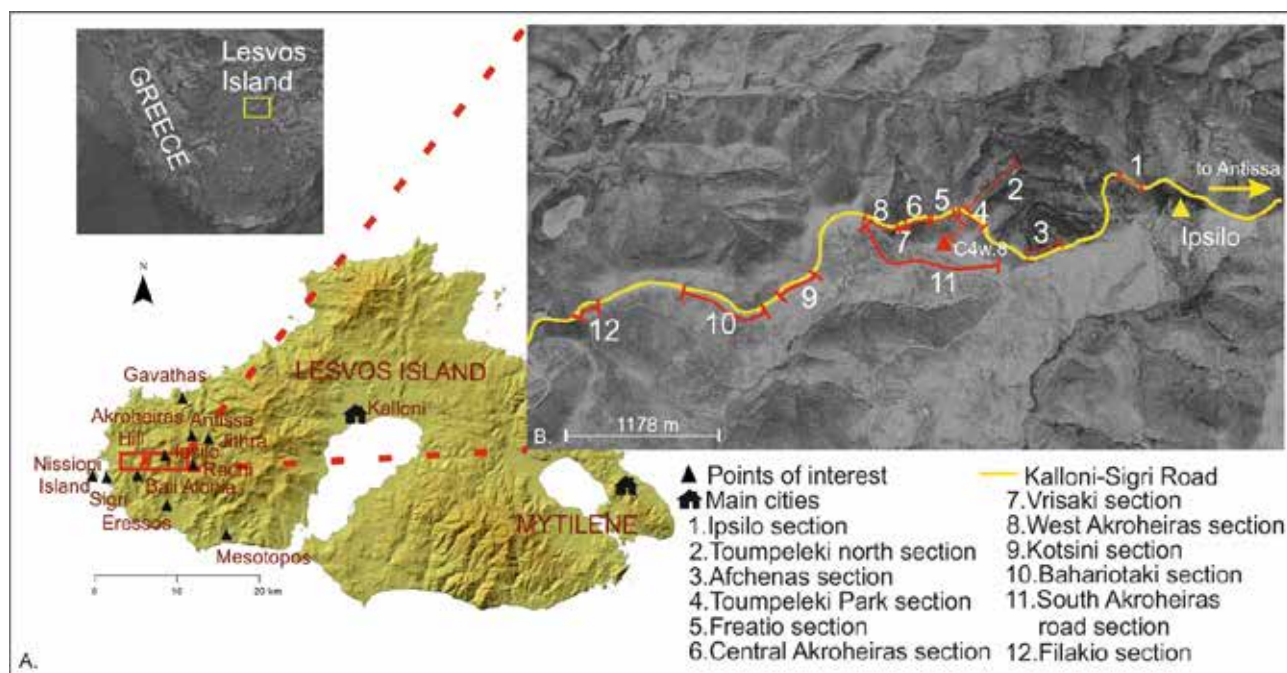 Lesvos
Island
GREECE
N
Gavathas
Akroheiras
Hill
Antissa
Ipsilo
Rachi
Nissiopi
Island
Sigri
Bali Alonia
Eressos
Mesotopos
LESVOS ISLAND
Kalloni
MYTILENE
0 10 20 km
A.
1
to Antissa
2
Ipsilo
3
4
5
6
7
8
C4w.8
9
10
11
12
1178 m
B.
Points of interest
Main cities
1.Ipsilo section
2.Toumpeleki north section
3.Afchenas section
4.Toumpeleki Park section
5.Freatio section
6.Central Akroheiras section
Kalloni-Sigri Road
7.Vrisaki section
8.West Akroheiras section
9.Kotsini section
10.Bahariotaki section
11.South Akroheiras
road section
12.Filakio section